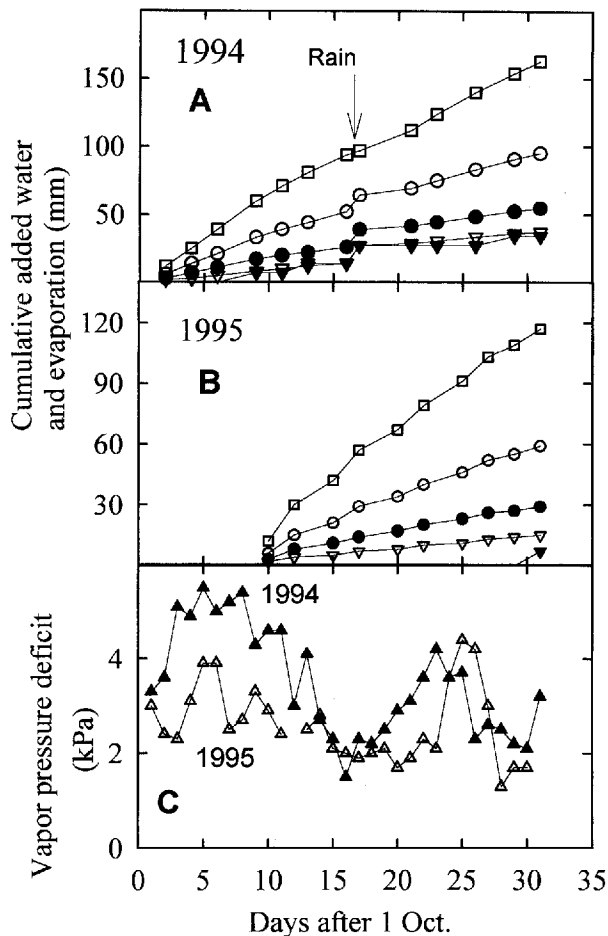 1994
A
Rain
150
100
50
Cumulative added water
and evaporation (mm)
1995
B
120
90
60
30
1994
1995
C
4
2
0
Vapor pressure deficit
(kPa)
0 5 10 15 20 25 30 35
Days after 1 Oct.